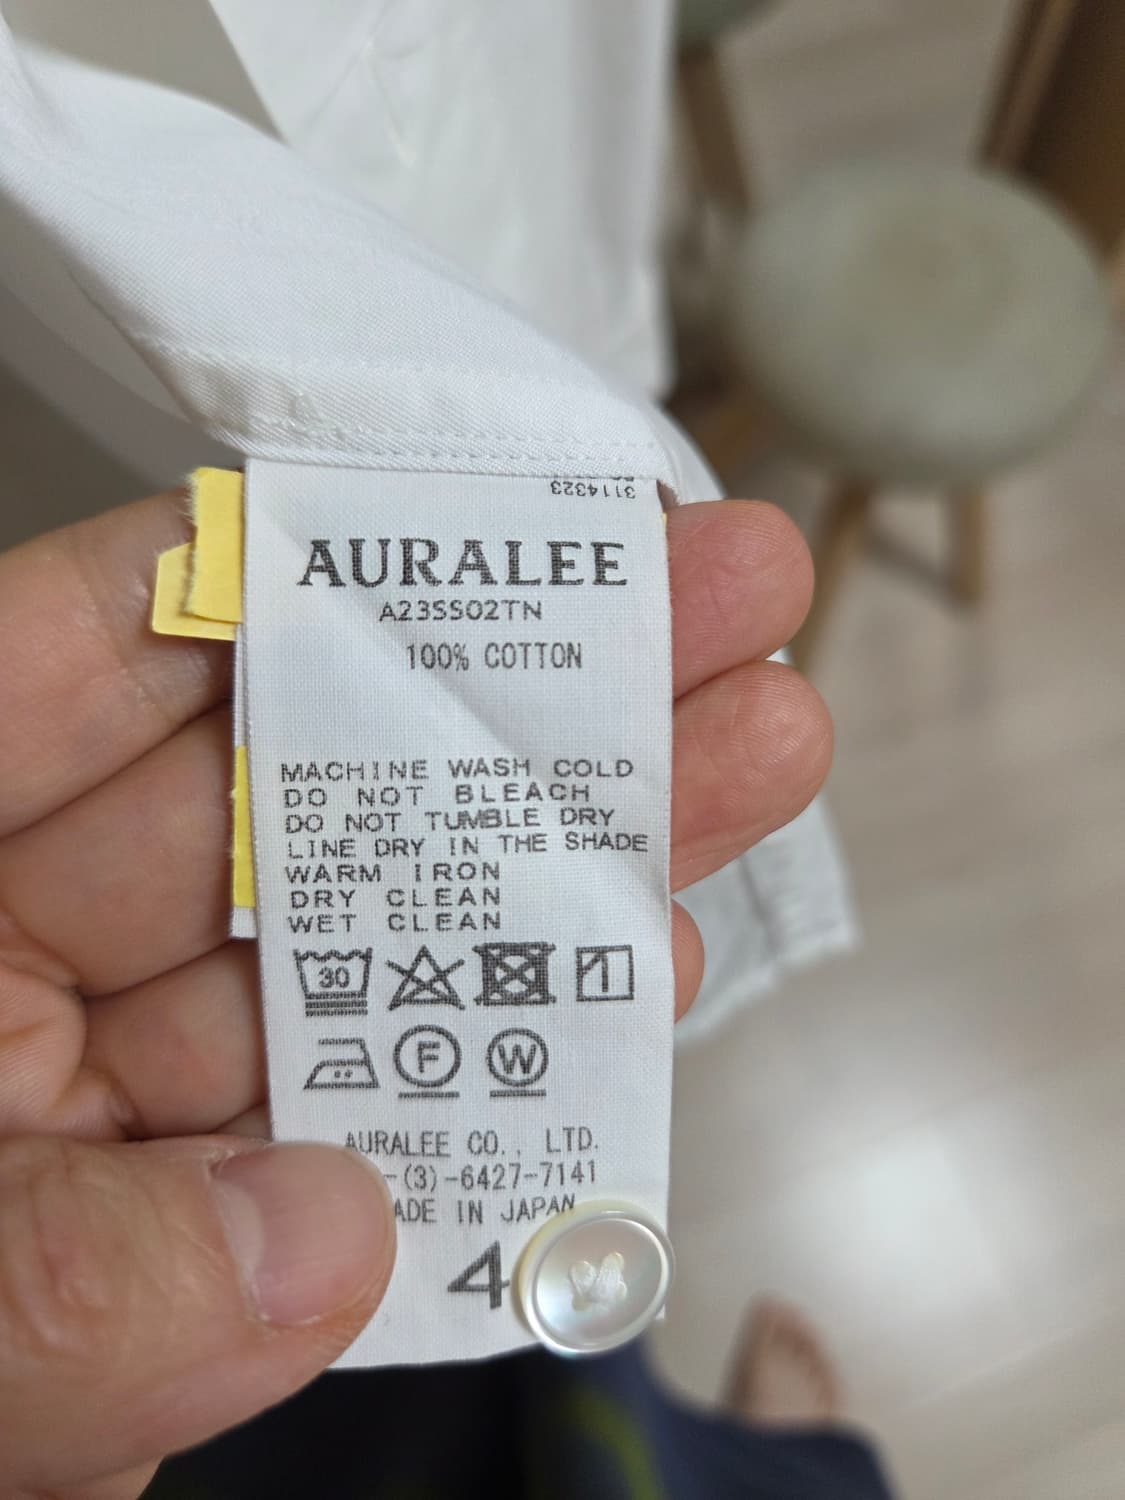 3114323
AURALEE
A23SS02TN
100% COTTON
MACHINE WASH COLD
DO NOT BLEACH
DO NOT TUMBLE DRY
LINE DRY IN THE SHADE
WARM IRON
DRY CLEAN
WET CLEAN
30
F W
AURALEE CO., LTD.
-(3)-6427-7141
ADE IN JAPAN
4